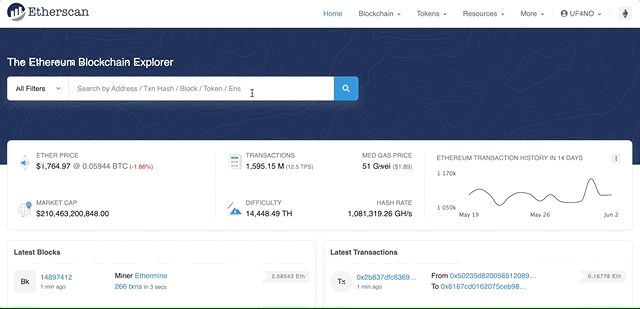 Etherscan
Home Blockchain Tokens Resources More UF4NO
The Ethereum Blockchain Explorer
All Filters Search by Address / Txn Hash / Block / Token / Ens
ETHER PRICE
$1,764.97 @ 0.05944 BTC (-1.86%)
MARKET CAP
$210,463,200,848.00
TRANSACTIONS
1,595.15 M (12.5 TPS)
MED GAS PRICE
51 Gwei ($1.89)
DIFFICULTY
14,448.49 TH
HASH RATE
1,081,319.26 GH/s
ETHEREUM TRANSACTION HISTORY IN 14 DAYS
1 170k
1 050k
May 19 May 26 Jun 2
Latest Blocks
Bk
14897412
1 min ago
Miner Ethermine
266 txns in 3 secs
2.08543 Eth
Latest Transactions
Tx
0x2b837dfc6369...
1 min ago
From 0x50235d820056512089...
To 0x6167cd0162075ceb98...
0.16778 Eth